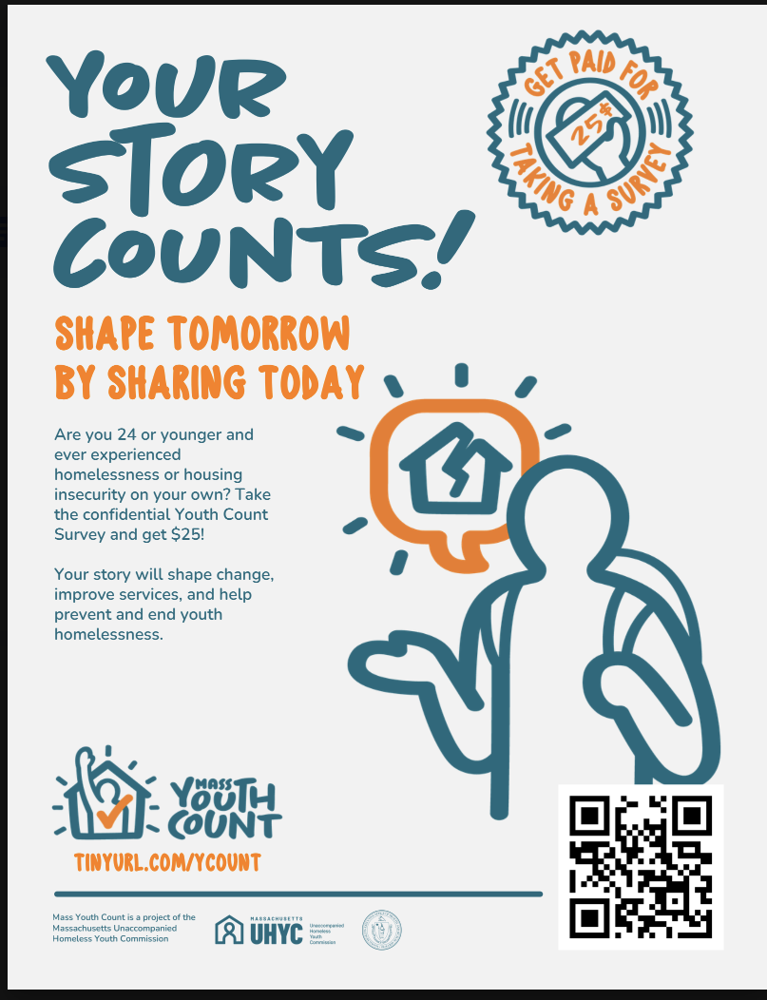 YOUR
STORY
COUNTS!
GET PAID FOR
25$
TAKING A SURVEY
SHAPE TOMORROW
BY SHARING TODAY
Are you 24 or younger and
ever experienced
homelessness or housing
insecurity on your own? Take
the confidential Youth Count
Survey and get $25!
Your story will shape change,
improve services, and help
prevent and end youth
homelessness.
MASS
YOUTH
COUNT
TINYURL.COM/YCOUNT
Mass Youth Count is a project of the
Massachusetts Unaccompanied
Homeless Youth Commission
MASSACHUSETTS
UHYC
Unaccompanied
Homeless
Youth
Commission